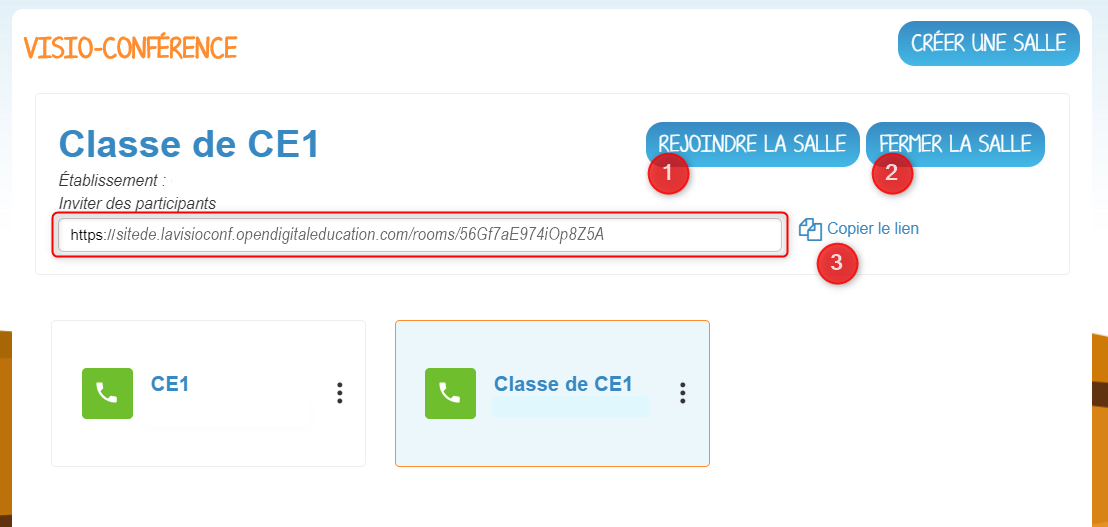 VISIO-CONFÉRENCE
CRÉER UNE SALLE
Classe de CE1
REJOINDRE LA SALLE
FERMER LA SALLE
1
2
Établissement :
Inviter des participants
https://sitede.lavisioconf.opendigitaleducation.com/rooms/56Gf7aE974iOp8Z5A
Copier le lien
3
CE1
Classe de CE1